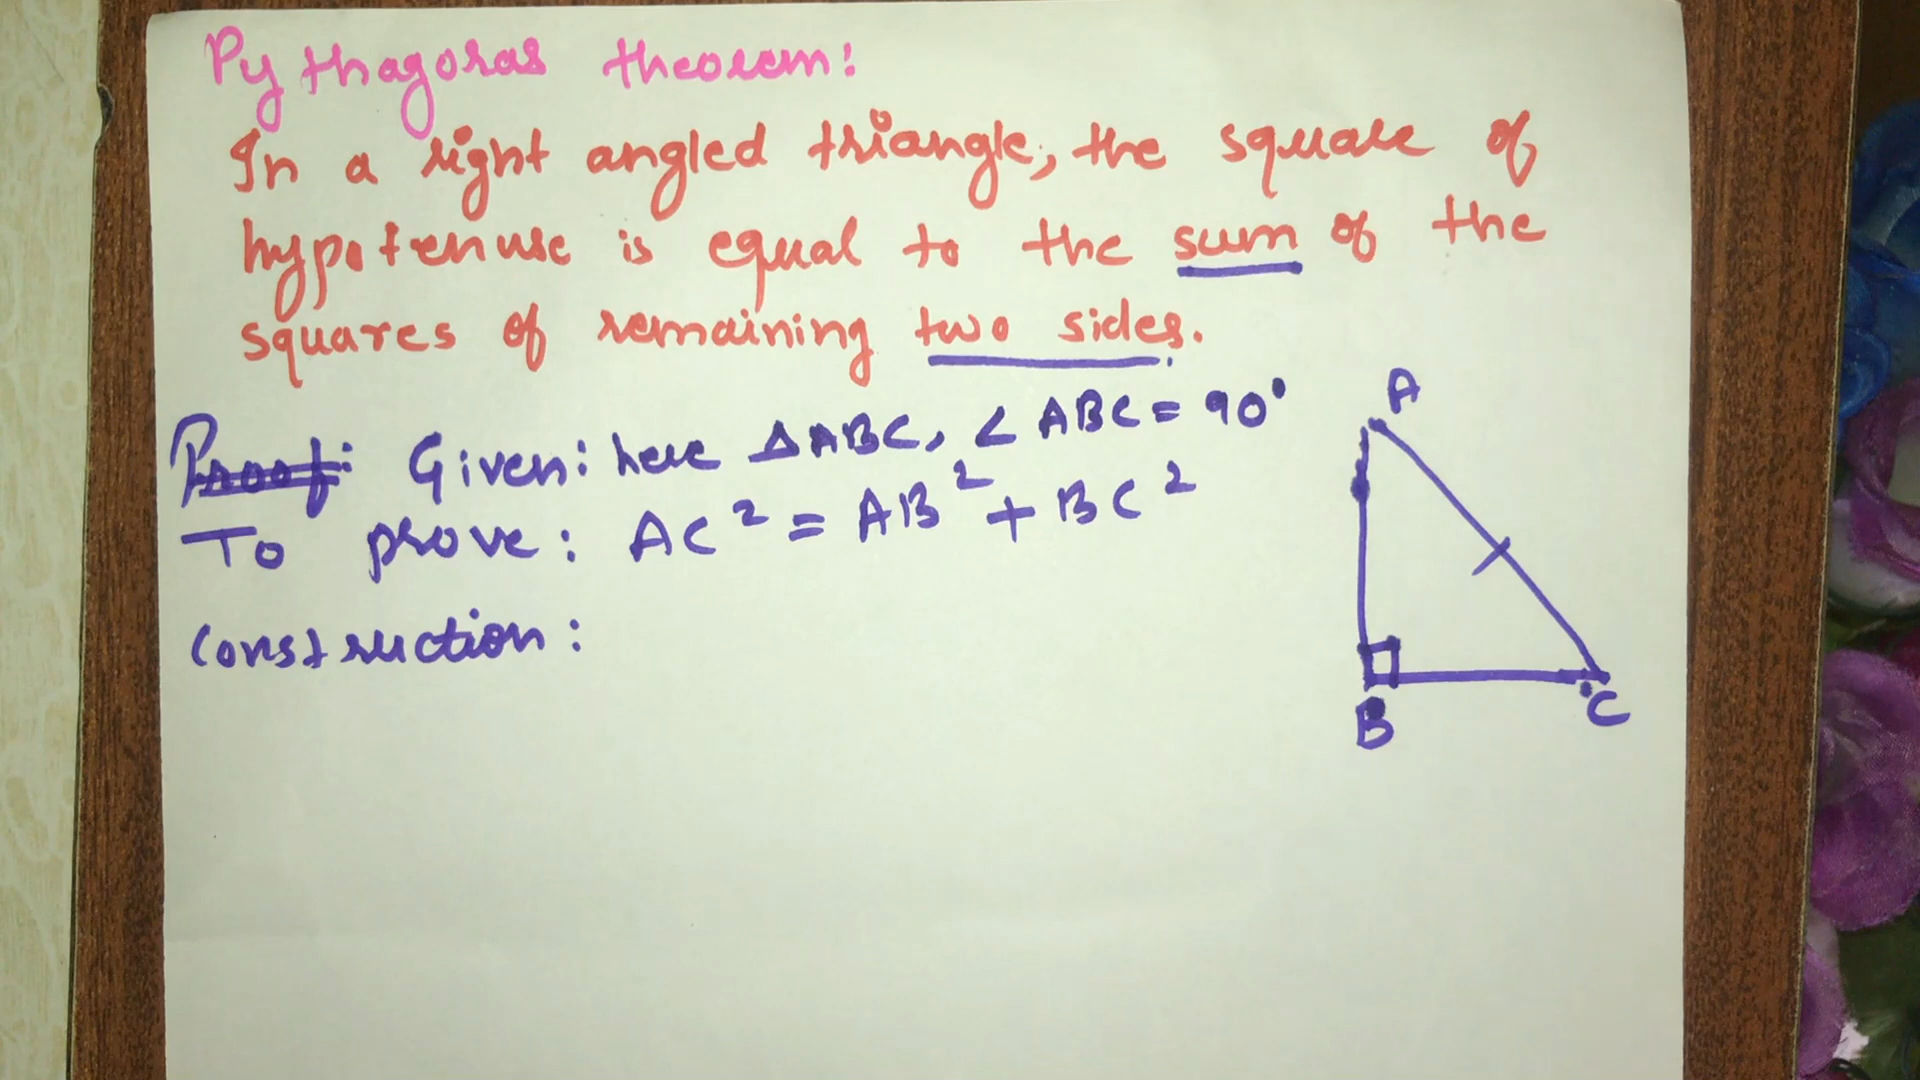 Pythagoras theorem:
In a right angled triangle, the square of
hypotenuse is equal to the sum of the
squares of remaining two sides.
Proof: Given: here ΔABC, ∠ABC = 90°
To prove: AC² = AB² + BC²
Construction:
A
B
C